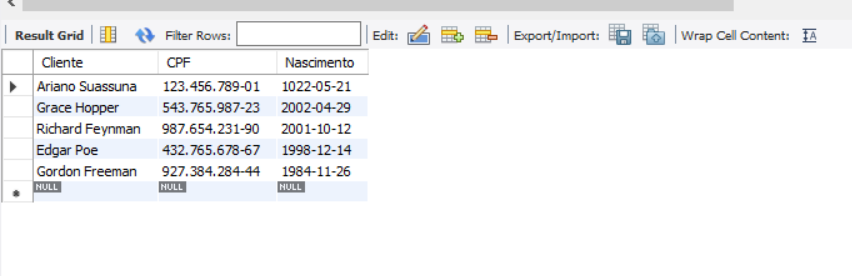 Result Grid Filter Rows: Edit: Export/Import: Wrap Cell Content: IA
Cliente CPF Nascimento
Ariano Suassuna 123.456.789-01 1022-05-21
Grace Hopper 543.765.987-23 2002-04-29
Richard Feynman 987.654.231-90 2001-10-12
Edgar Poe 432.765.678-67 1998-12-14
Gordon Freeman 927.384.284-44 1984-11-26
NULL NULL NULL